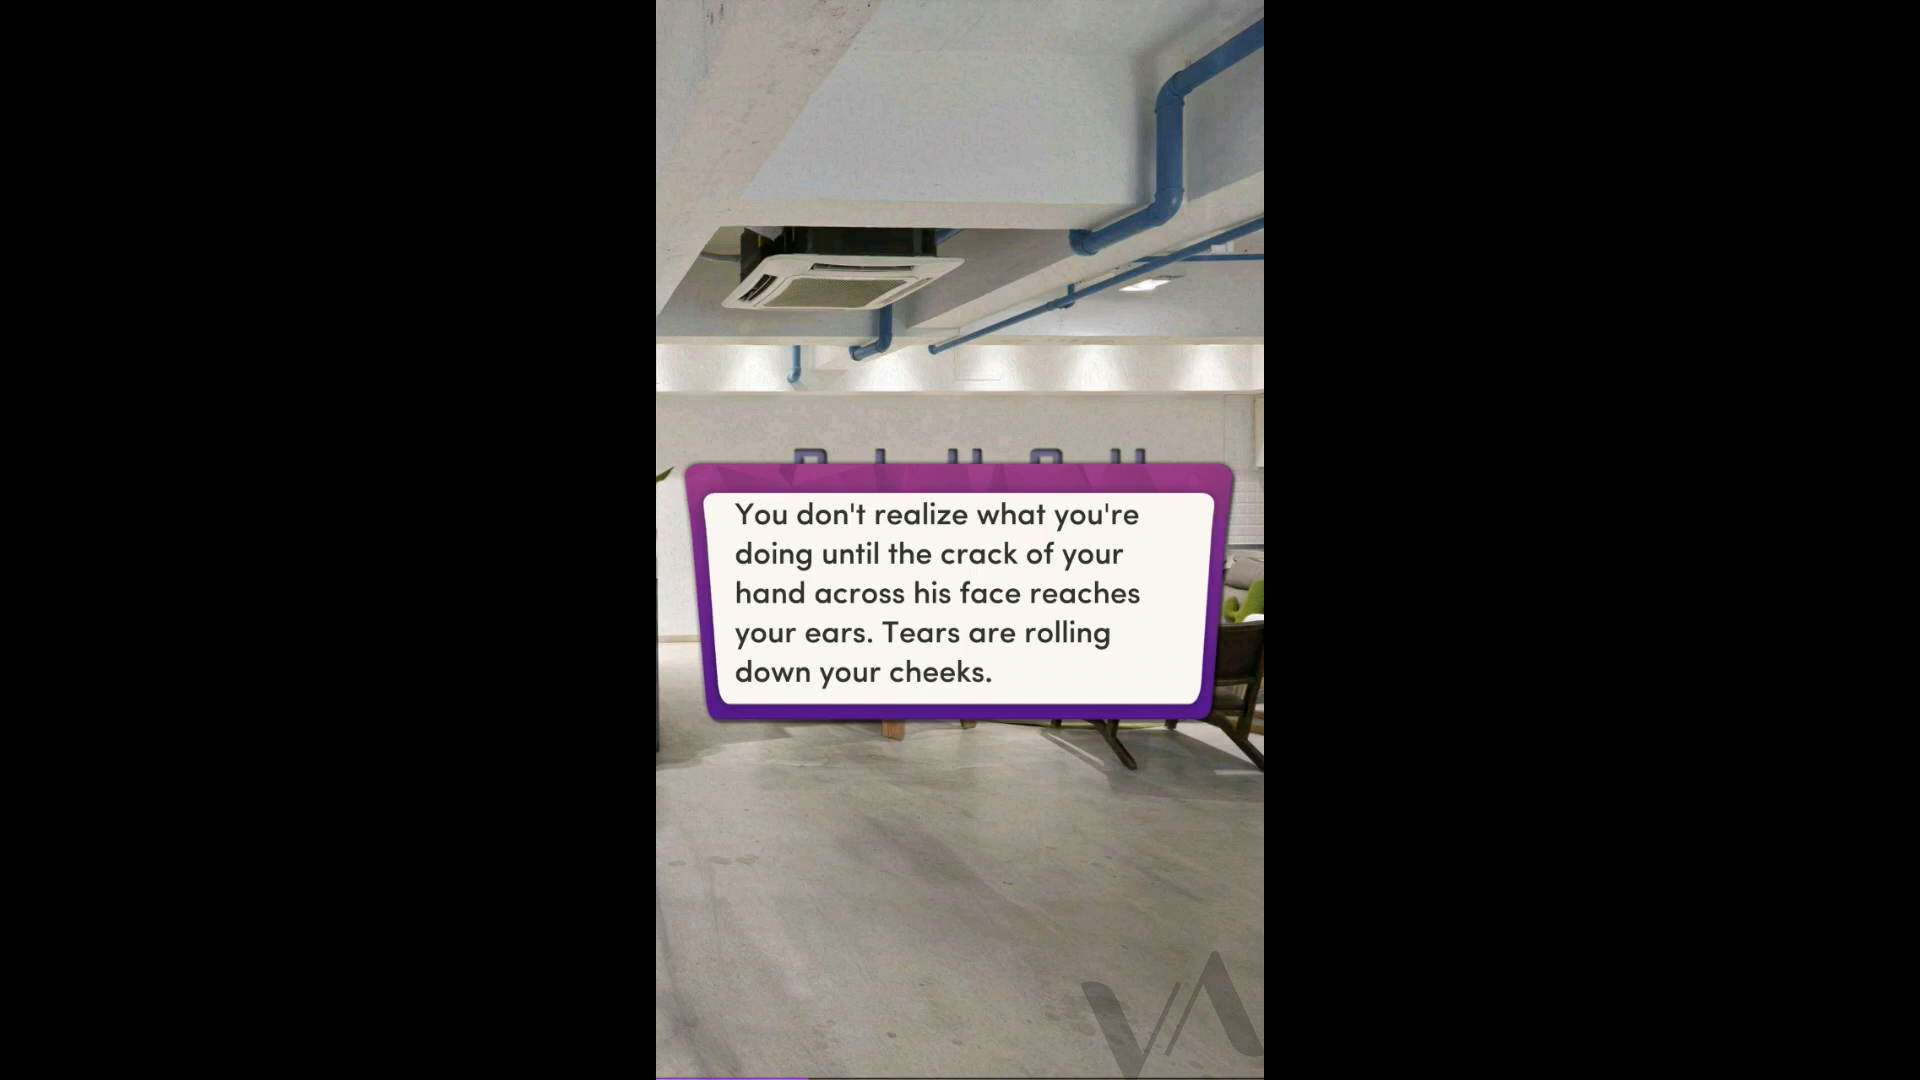 You don't realize what you're
doing until the crack of your
hand across his face reaches
your ears. Tears are rolling
down your cheeks.
VA